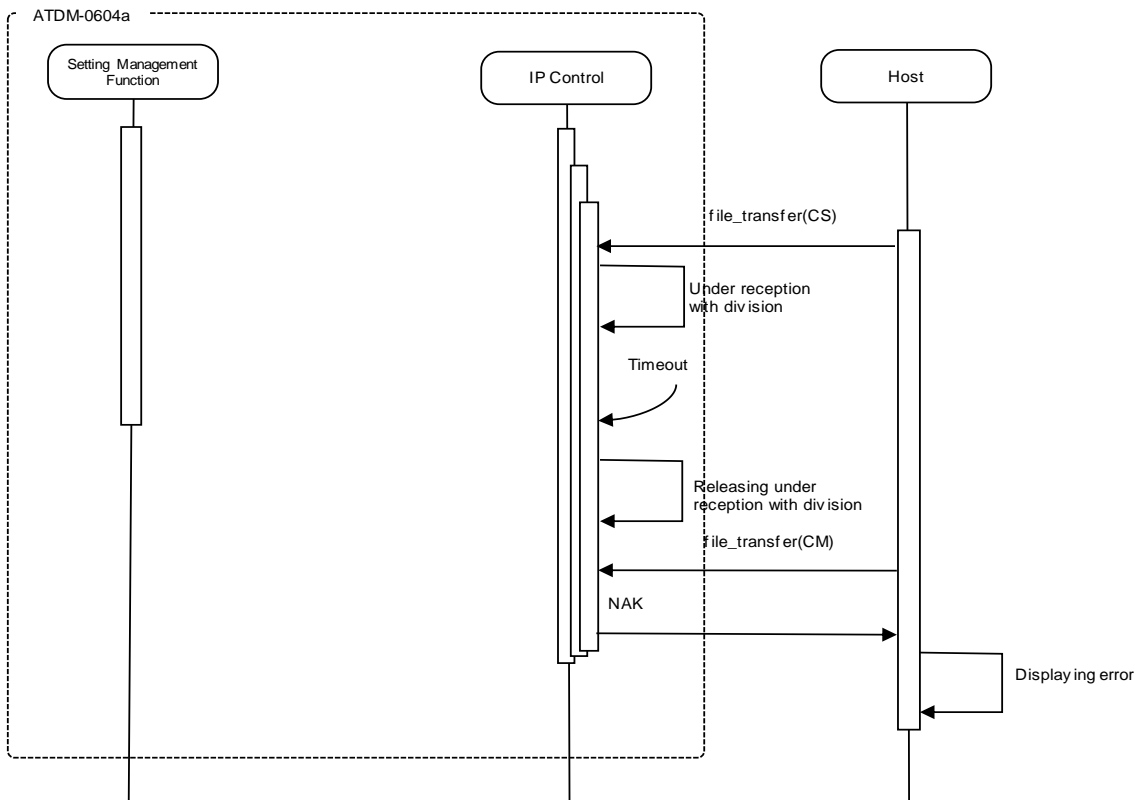 ATDM-0604a
Setting Management
Function
IP Control
Host
file_transfer(CS)
Under reception
with division
Timeout
Releasing under
reception with division
file_transfer(CM)
NAK
Displaying error